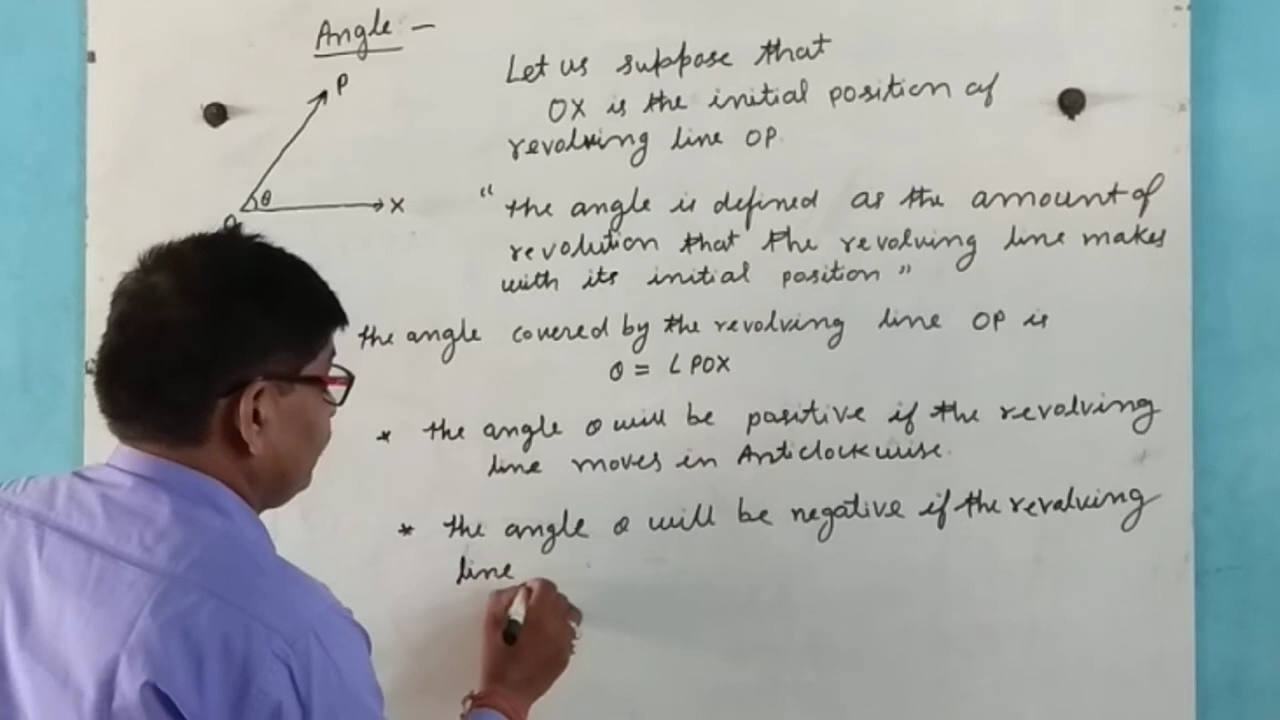 Angle –
P
θ
X
O
Let us suppose that
OX is the initial position of
revolving line OP.
"the angle is defined as the amount of
revolution that the revolving line makes
with its initial position"
the angle covered by the revolving line OP is
θ = ∠POX
* the angle θ will be positive if the revolving
line moves in Anticlockwise.
* the angle θ will be negative if the revolving
line